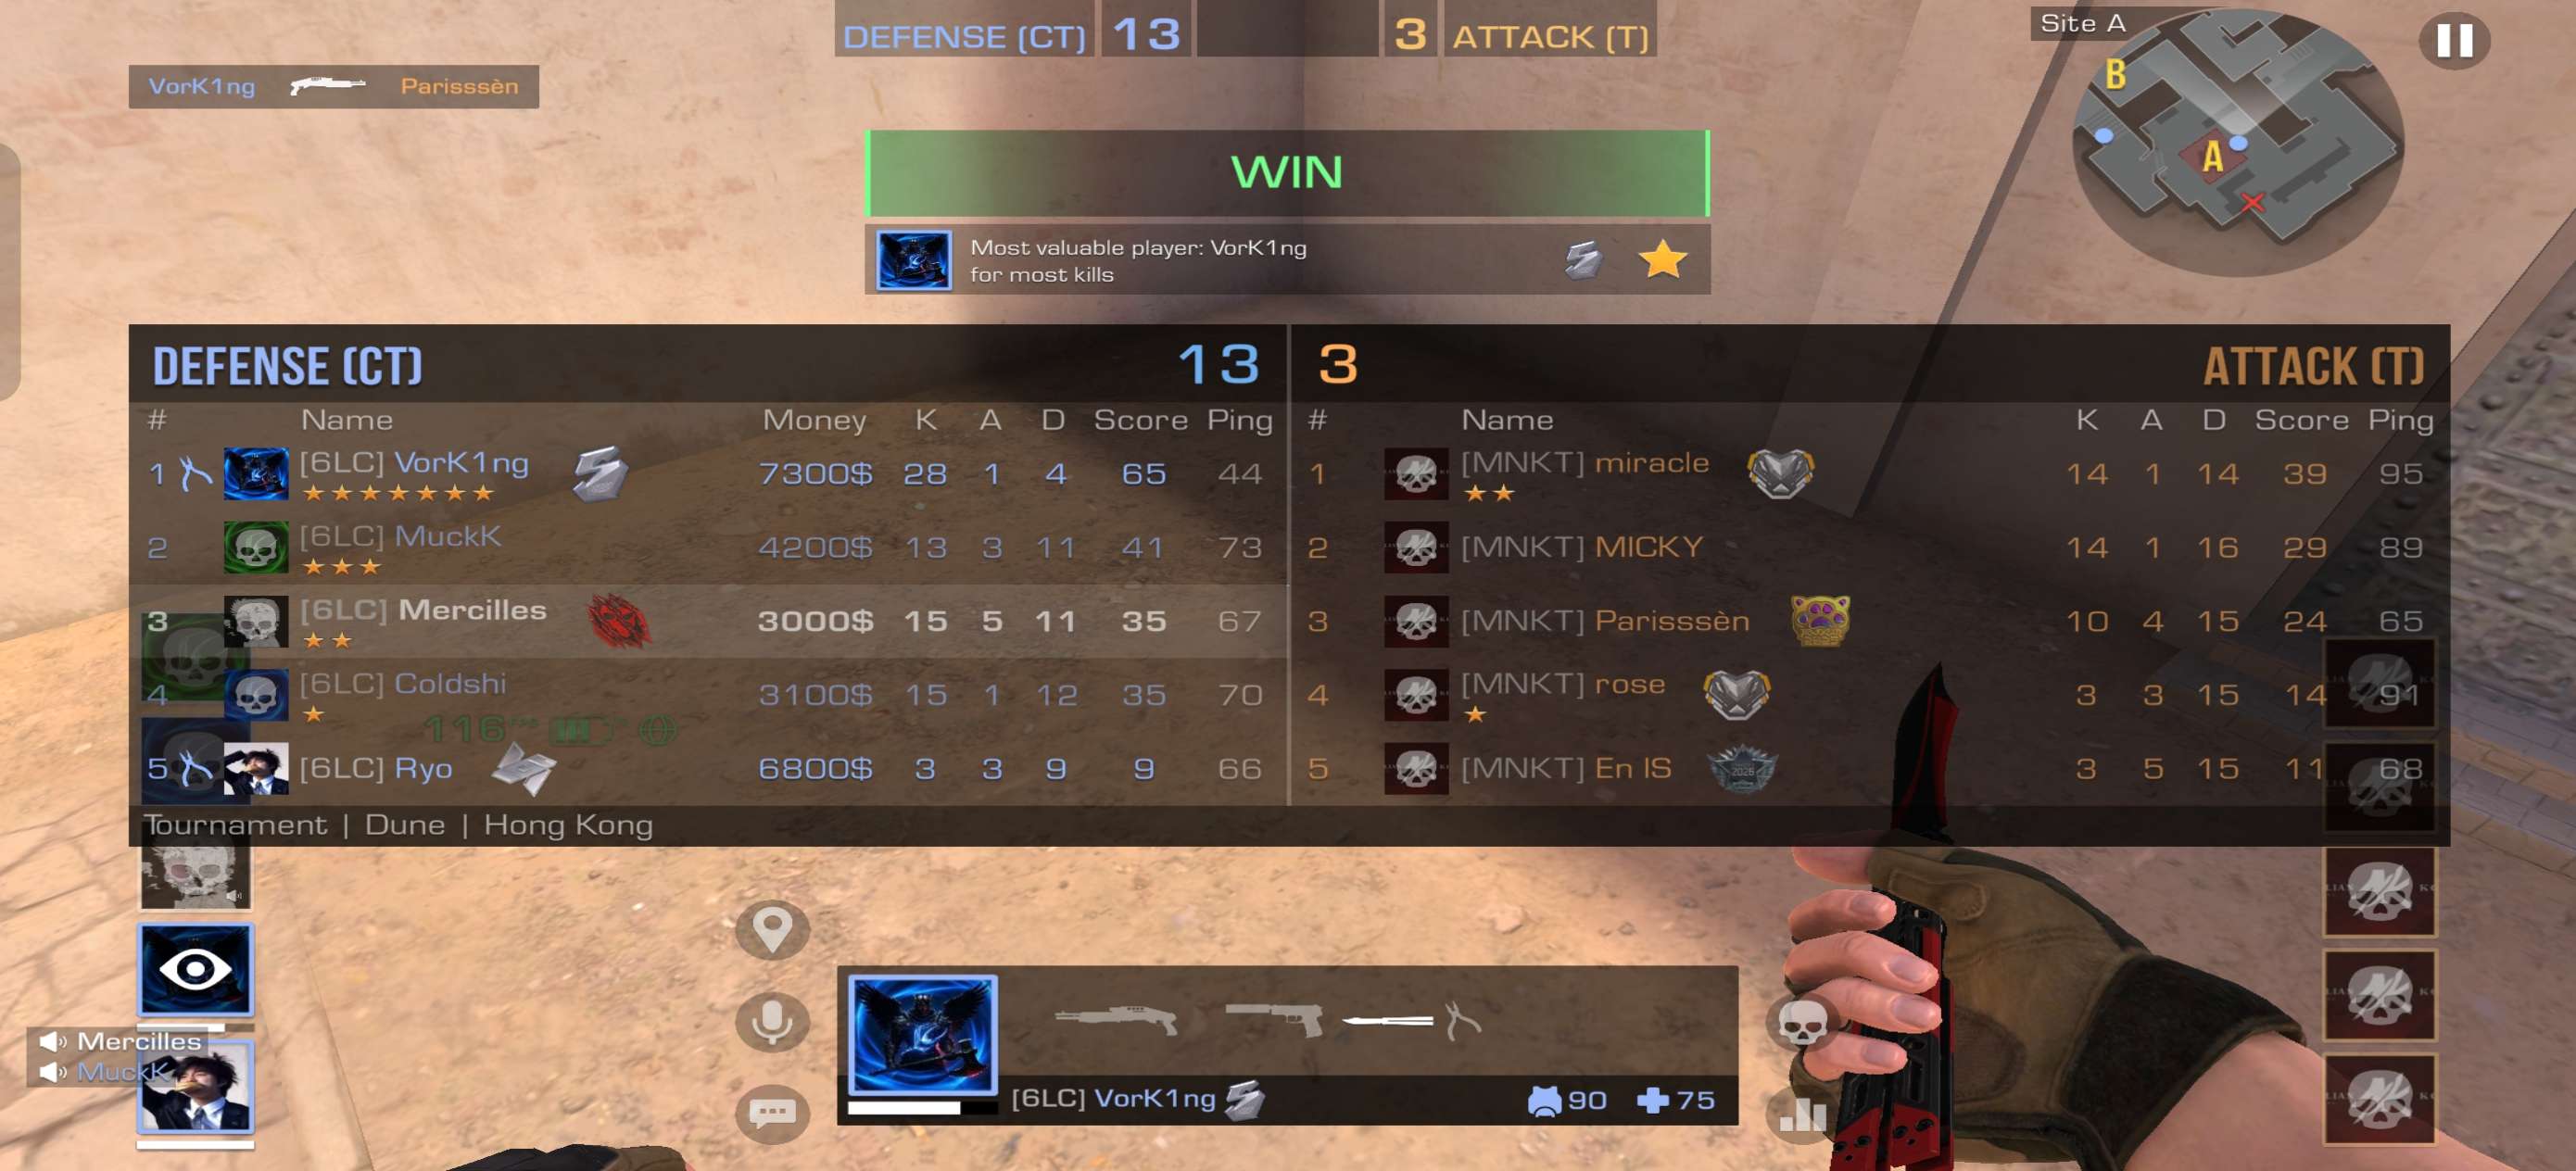 DEFENSE (CT) 13 3 ATTACK (T)
Site A
B
A
VorK1ng Parisssèn
WIN
Most valuable player: VorK1ng
for most kills
DEFENSE (CT) 13 3 ATTACK (T)
# Name Money K A D Score Ping # Name K A D Score Ping
1 [6LC] VorK1ng 7300$ 28 1 4 65 44 1 [MNKT] miracle 14 1 14 39 95
2 [6LC] MuckK 4200$ 13 3 11 41 73 2 [MNKT] MICKY 14 1 16 29 89
3 [6LC] Mercilles 3000$ 15 5 11 35 67 3 [MNKT] Parisssèn 10 4 15 24 65
4 [6LC] Coldshi 3100$ 15 1 12 35 70 4 [MNKT] rose 3 3 15 14 91
116
5 [6LC] Ryo 6800$ 3 3 9 9 66 5 [MNKT] En IS 3 5 15 11 68
Tournament | Dune | Hong Kong
Mercilles
MuckK
[6LC] VorK1ng 90 75